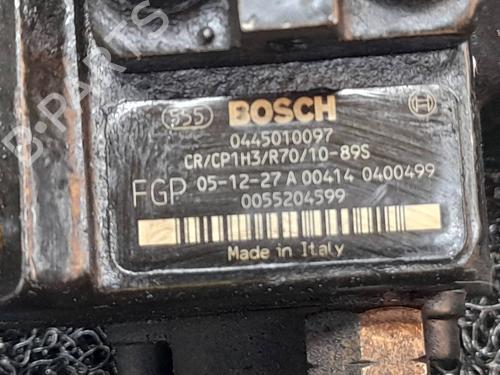 555 BOSCH
0445010097
CR/CP1H3/R70/10-89S
FGP 05-12-27 A 00414 0400499
0055204599
Made in Italy
B-PARTS